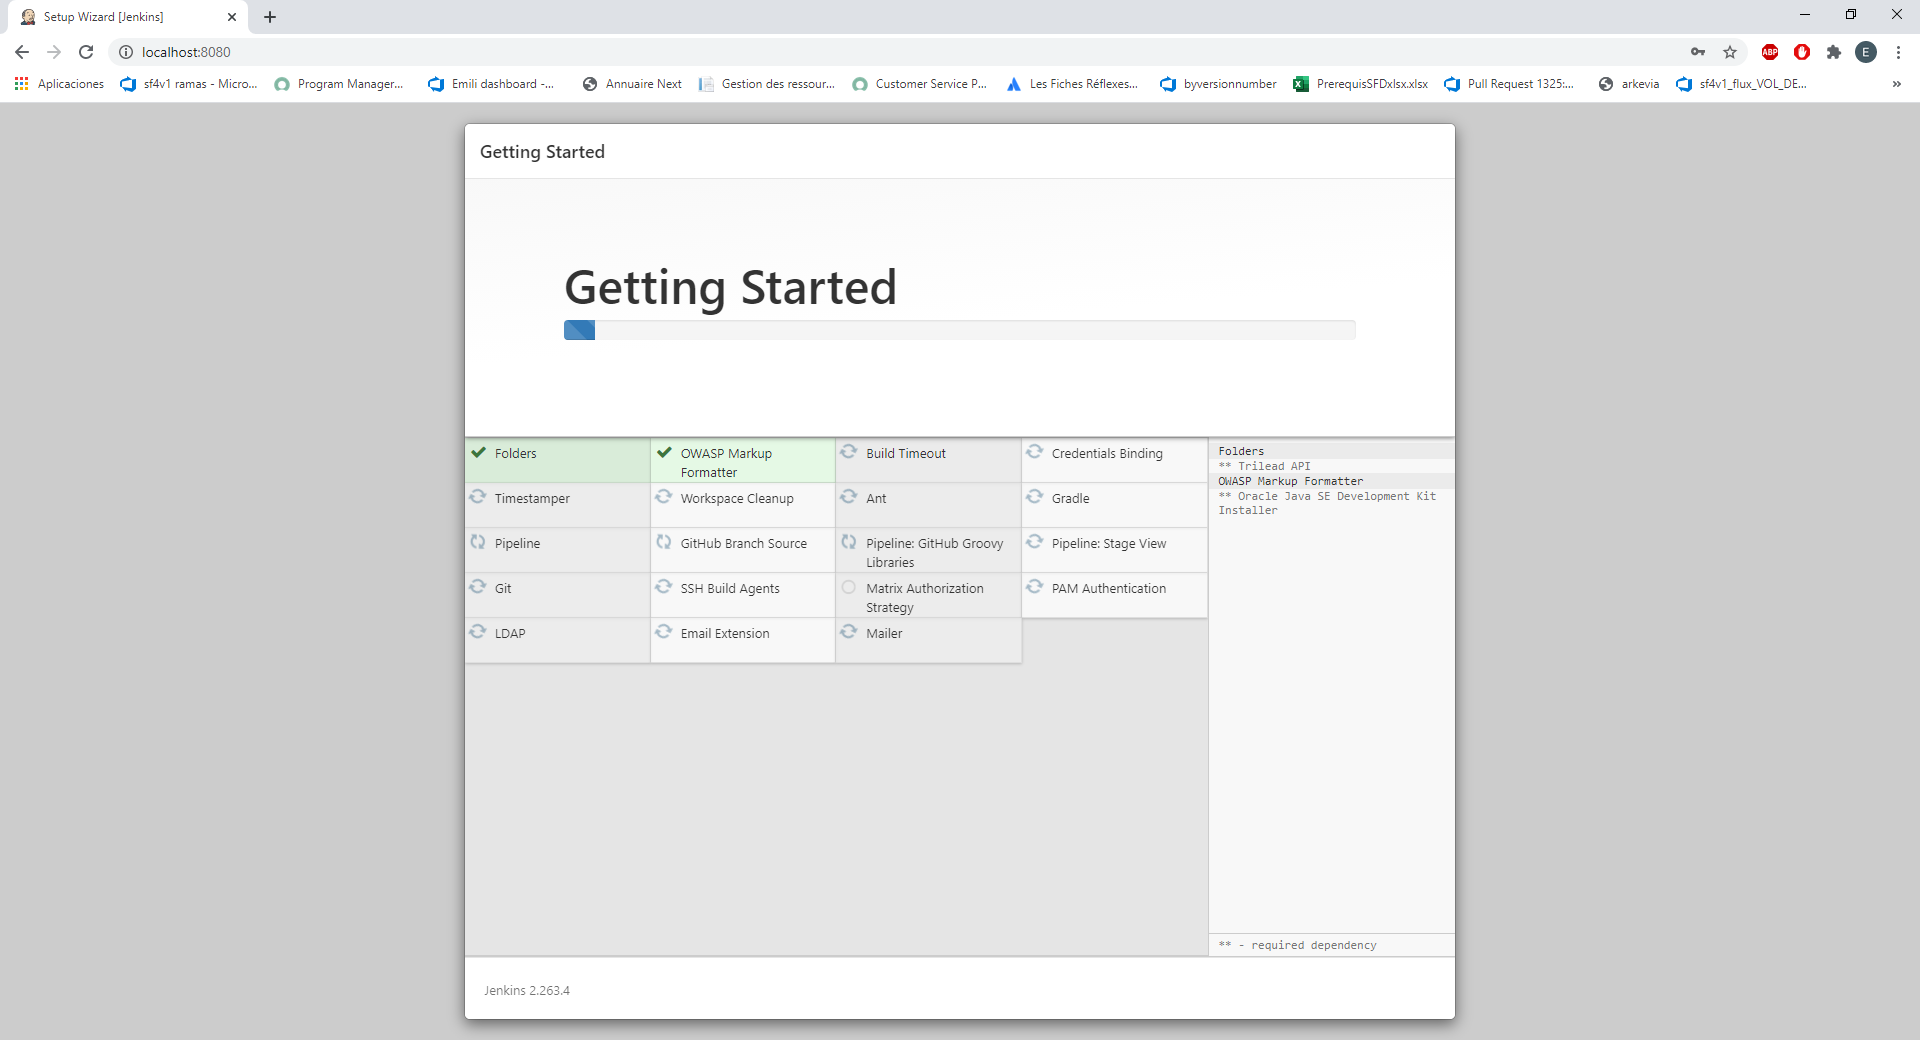 Setup Wizard [Jenkins]
localhost:8080
ABP
E
Aplicaciones
sf4v1 ramas - Micro...
Program Manager...
Emili dashboard -...
Annuaire Next
Gestion des ressour...
Customer Service P...
Les Fiches Réflexes...
byversionnumber
PrerequisSFDxlsx.xlsx
Pull Request 1325:...
arkevia
sf4v1_flux_VOL_DE...
»
Getting Started
Getting Started
Folders
OWASP Markup
Formatter
Build Timeout
Credentials Binding
Timestamper
Workspace Cleanup
Ant
Gradle
Pipeline
GitHub Branch Source
Pipeline: GitHub Groovy
Libraries
Pipeline: Stage View
Git
SSH Build Agents
Matrix Authorization
Strategy
PAM Authentication
LDAP
Email Extension
Mailer
Folders
** Trilead API
OWASP Markup Formatter
** Oracle Java SE Development Kit
Installer
** - required dependency
Jenkins 2.263.4